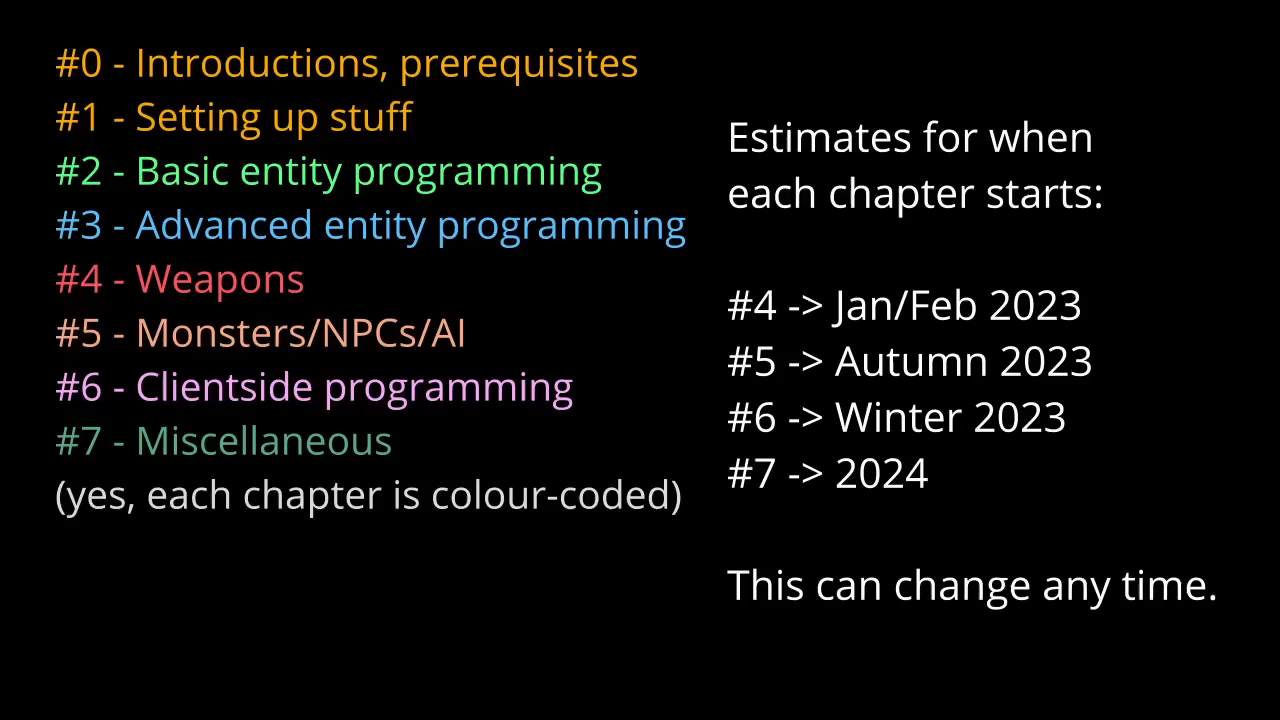 #0 - Introductions, prerequisites
#1 - Setting up stuff
#2 - Basic entity programming
#3 - Advanced entity programming
#4 - Weapons
#5 - Monsters/NPCs/AI
#6 - Clientside programming
#7 - Miscellaneous
(yes, each chapter is colour-coded)
Estimates for when
each chapter starts:
#4 -> Jan/Feb 2023
#5 -> Autumn 2023
#6 -> Winter 2023
#7 -> 2024
This can change any time.